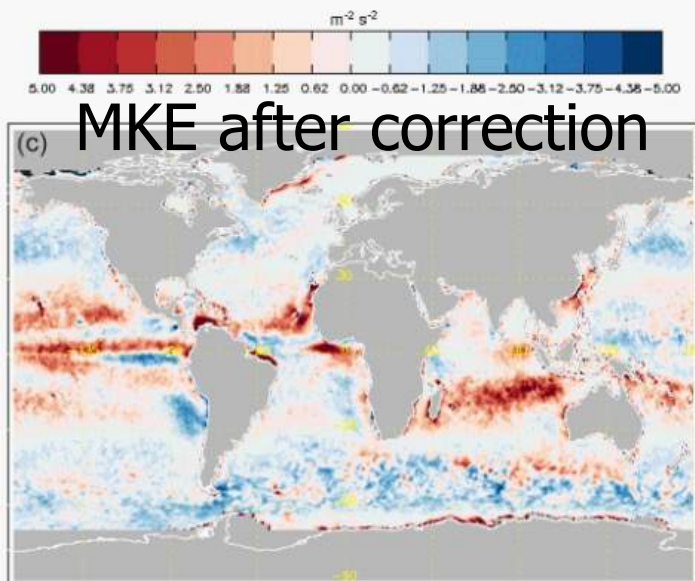 m⁻² s⁻²
5.00 4.38 3.75 3.12 2.50 1.88 1.25 0.62 0.00 -0.62 -1.25 -1.88 -2.50 -3.12 -3.75 -4.38 -5.00
MKE after correction
(c)
30
-90